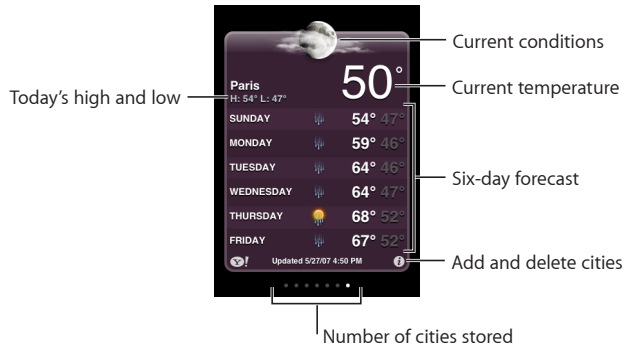 Current conditions
50°
Current temperature
Paris
H: 54° L: 47°
Today's high and low
SUNDAY 54° 47°
MONDAY 59° 46°
TUESDAY 64° 46°
WEDNESDAY 64° 47°
THURSDAY 68° 52°
FRIDAY 67° 52°
Six-day forecast
Y! Updated 5/27/07 4:50 PM i
Add and delete cities
Number of cities stored